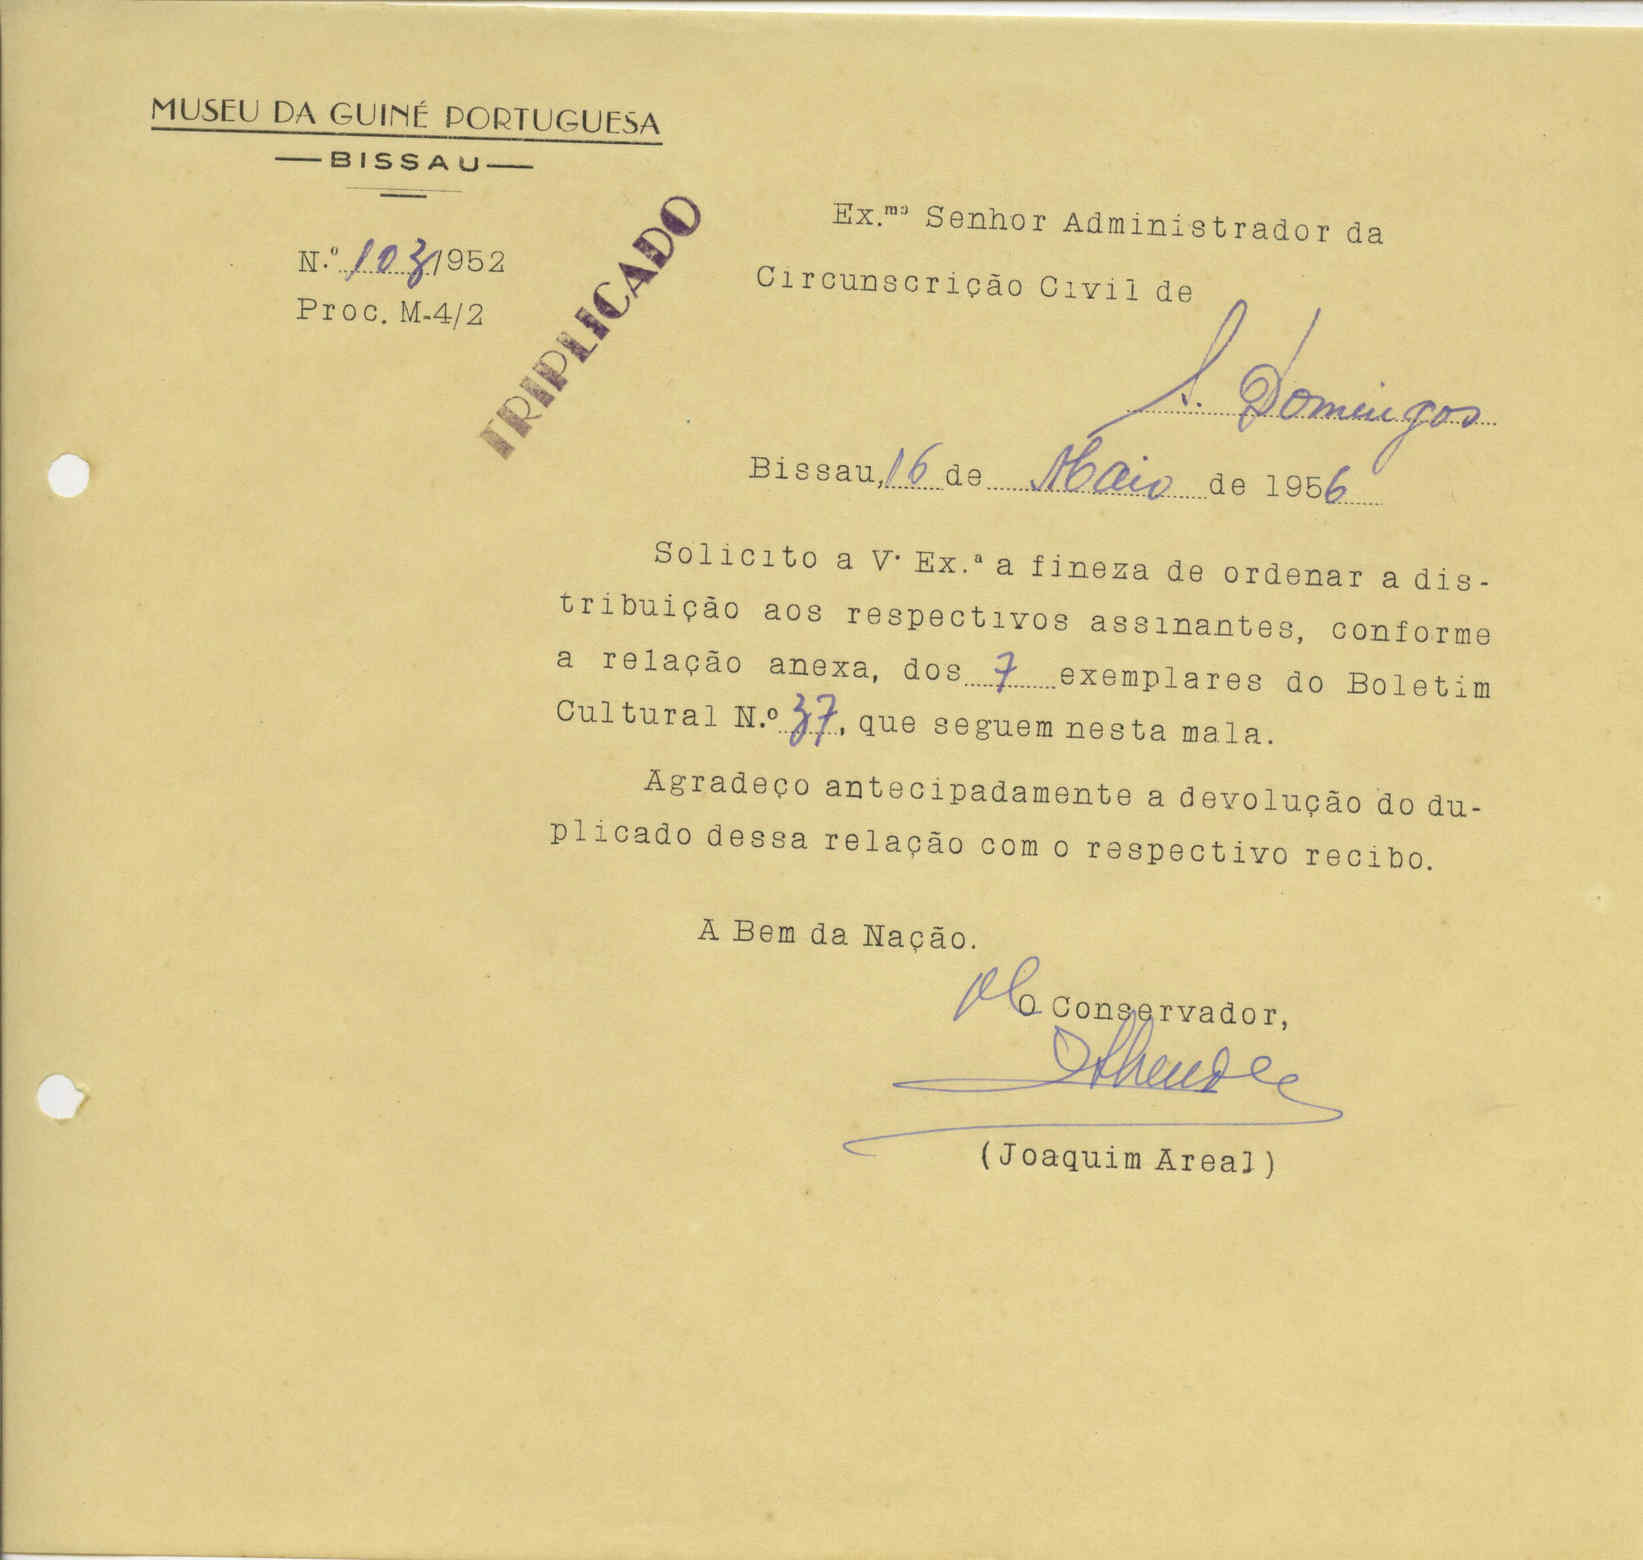 MUSEU DA GUINÉ PORTUGUESA
—BISSAU—
N.º 103/1952
Proc. M-4/2
TRIPLICADO
Ex.mo Senhor Administrador da
Circunscrição Civil de
S. Domingos
Bissau, 16 de Maio de 1956
Solicito a V. Ex.ª a fineza de ordenar a dis-
tribuição aos respectivos assinantes, conforme
a relação anexa, dos 7 exemplares do Boletim
Cultural N.º 37, que seguem nesta mala.
Agradeço antecipadamente a devolução do du-
plicado dessa relação com o respectivo recibo.
A Bem da Nação.
O Conservador,
(Joaquim Areal)